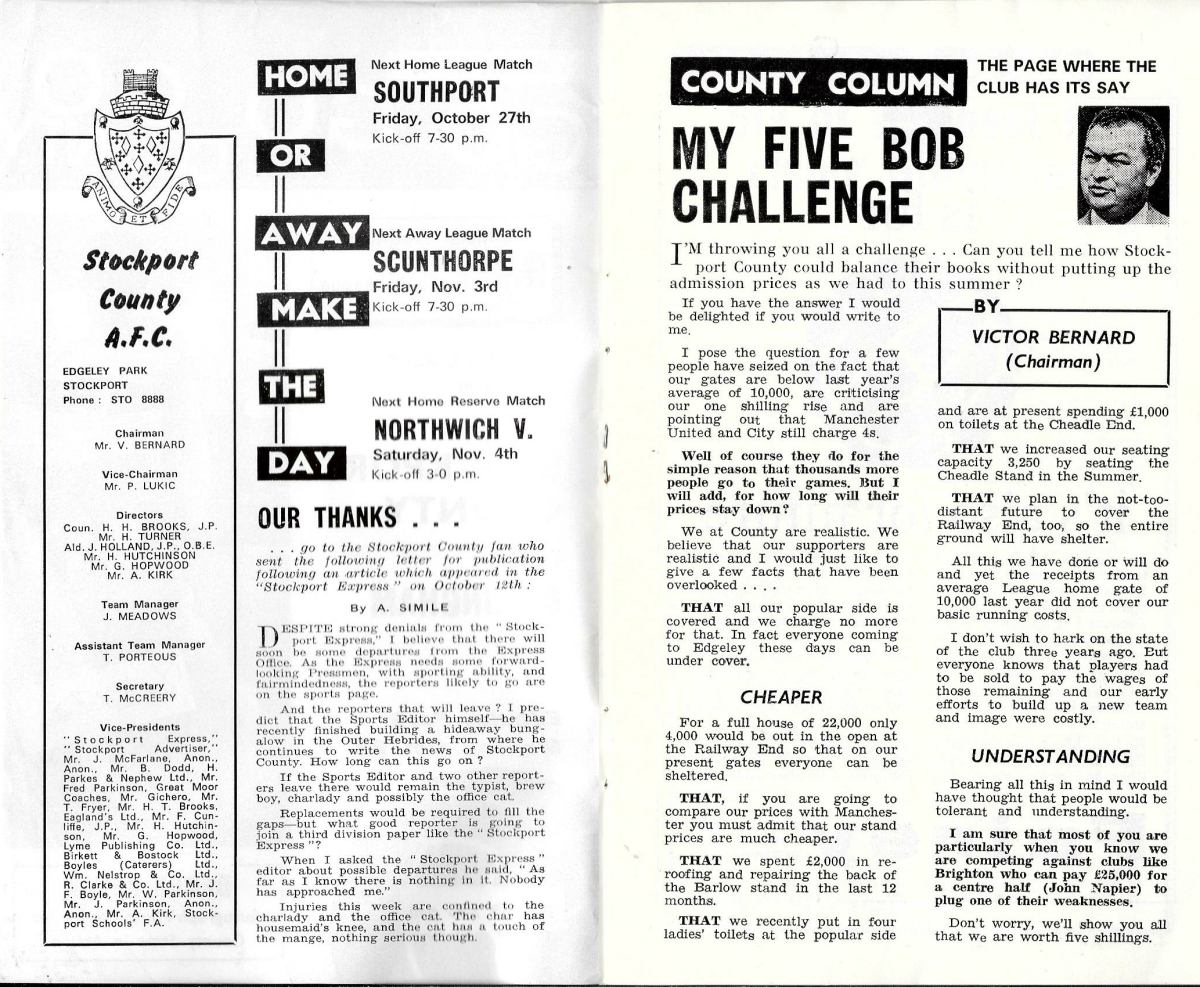 ANIMO ET FIDE
Stockport
County
A.F.C.
EDGELEY PARK
STOCKPORT
Phone : STO 8888
Chairman
Mr. V. BERNARD
Vice-Chairman
Mr. P. LUKIC
Directors
Coun. H. H. BROOKS, J.P.
Mr. H. TURNER
Ald. J. HOLLAND, J.P., O.B.E.
Mr. H. HUTCHINSON
Mr. G. HOPWOOD
Mr. A. KIRK
Team Manager
J. MEADOWS
Assistant Team Manager
T. PORTEOUS
Secretary
T. McCREERY
Vice-Presidents
"Stockport Express,"
"Stockport Advertiser,"
Mr. J. McFarlane, Anon.,
Anon., Mr. B. Dodd, H.
Parkes & Nephew Ltd., Mr.
Fred Parkinson, Great Moor
Coaches, Mr. Gichero, Mr.
T. Fryer, Mr. H. T. Brooks,
Eagland's Ltd., Mr. F. Cun-
liffe, J.P., Mr. H. Hutchin-
son, Mr. G. Hopwood,
Lyme Publishing Co. Ltd.,
Birkett & Bostock Ltd.,
Boyles (Caterers) Ltd.,
Wm. Nelstrop & Co. Ltd.,
R. Clarke & Co. Ltd., Mr. J.
F. Boyle, Mr. W. Parkinson,
Mr. J. Parkinson, Anon.,
Anon., Mr. A. Kirk, Stock-
port Schools' F.A.
HOME
OR
AWAY
MAKE
THE
DAY
Next Home League Match
SOUTHPORT
Friday, October 27th
Kick-off 7-30 p.m.
Next Away League Match
SCUNTHORPE
Friday, Nov. 3rd
Kick-off 7-30 p.m.
Next Home Reserve Match
NORTHWICH V.
Saturday, Nov. 4th
Kick-off 3-0 p.m.
OUR THANKS . . .
. . . go to the Stockport County fan who
sent the following letter for publication
following an article which appeared in the
"Stockport Express" on October 12th :
By A. SIMILE
DESPITE strong denials from the "Stock-
port Express," I believe that there will
soon be some departures from the Express
Office. As the Express needs some forward-
looking Pressmen, with sporting ability, and
fairmindedness, the reporters likely to go are
on the sports page.
And the reporters that will leave ? I pre-
dict that the Sports Editor himself—he has
recently finished building a hideaway bung-
alow in the Outer Hebrides, from where he
continues to write the news of Stockport
County. How long can this go on ?
If the Sports Editor and two other report-
ers leave there would remain the typist, brew
boy, charlady and possibly the office cat.
Replacements would be required to fill the
gaps—but what good reporter is going to
join a third division paper like the "Stockport
Express"?
When I asked the "Stockport Express"
editor about possible departures he said, "As
far as I know there is nothing in it. Nobody
has approached me."
Injuries this week are confined to the
charlady and the office cat. The char has
housemaid's knee, and the cat has a touch of
the mange, nothing serious though.
COUNTY COLUMN
THE PAGE WHERE THE
CLUB HAS ITS SAY
MY FIVE BOB
CHALLENGE
I'M throwing you all a challenge . . . Can you tell me how Stock-
port County could balance their books without putting up the
admission prices as we had to this summer ?
If you have the answer I would
be delighted if you would write to
me.
I pose the question for a few
people have seized on the fact that
our gates are below last year's
average of 10,000, are criticising
our one shilling rise and are
pointing out that Manchester
United and City still charge 4s.
Well of course they do for the
simple reason that thousands more
people go to their games. But I
will add, for how long will their
prices stay down?
We at County are realistic. We
believe that our supporters are
realistic and I would just like to
give a few facts that have been
overlooked . . . .
THAT all our popular side is
covered and we charge no more
for that. In fact everyone coming
to Edgeley these days can be
under cover.
CHEAPER
For a full house of 22,000 only
4,000 would be out in the open at
the Railway End so that on our
present gates everyone can be
sheltered.
THAT, if you are going to
compare our prices with Manches-
ter you must admit that our stand
prices are much cheaper.
THAT we spent £2,000 in re-
roofing and repairing the back of
the Barlow stand in the last 12
months.
THAT we recently put in four
ladies' toilets at the popular side
BY
VICTOR BERNARD
(Chairman)
and are at present spending £1,000
on toilets at the Cheadle End.
THAT we increased our seating
capacity 3,250 by seating the
Cheadle Stand in the Summer.
THAT we plan in the not-too-
distant future to cover the
Railway End, too, so the entire
ground will have shelter.
All this we have done or will do
and yet the receipts from an
average League home gate of
10,000 last year did not cover our
basic running costs.
I don't wish to hark on the state
of the club three years ago. But
everyone knows that players had
to be sold to pay the wages of
those remaining and our early
efforts to build up a new team
and image were costly.
UNDERSTANDING
Bearing all this in mind I would
have thought that people would be
tolerant and understanding.
I am sure that most of you are
particularly when you know we
are competing against clubs like
Brighton who can pay £25,000 for
a centre half (John Napier) to
plug one of their weaknesses.
Don't worry, we'll show you all
that we are worth five shillings.